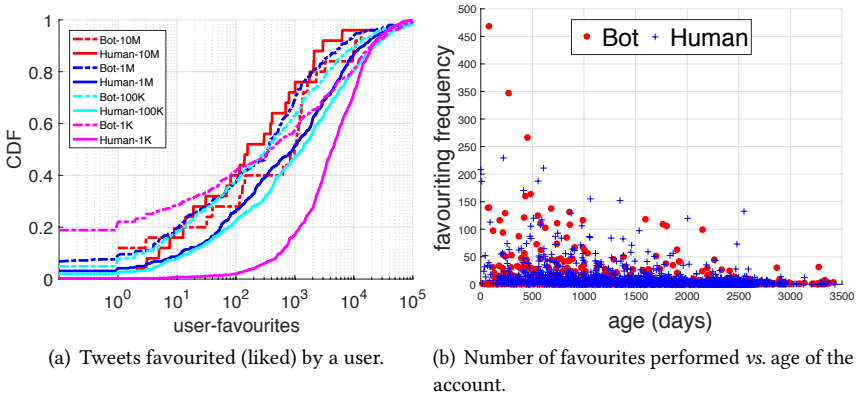 1
0.8
0.6
0.4
0.2
0
CDF
Bot-10M
Human-10M
Bot-1M
Human-1M
Bot-100K
Human-100K
Bot-1K
Human-1K
10^0 10^1 10^2 10^3 10^4 10^5
user-favourites
(a) Tweets favourited (liked) by a user.
500
450
400
350
300
250
200
150
100
50
0
favouriting frequency
Bot Human
0 500 1000 1500 2000 2500 3000 3500
age (days)
(b) Number of favourites performed vs. age of the
account.